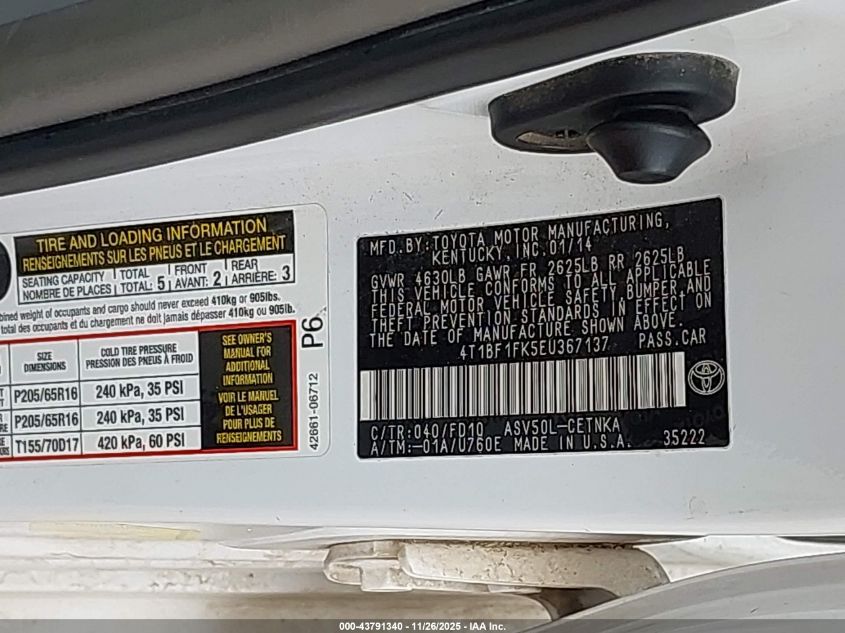 TIRE AND LOADING INFORMATION
RENSEIGNEMENTS SUR LES PNEUS ET LE CHARGEMENT
SEATING CAPACITY TOTAL 5 FRONT 2 REAR 3
NOMBRE DE PLACES TOTAL: AVANT: ARRIÈRE:
weight of occupants and cargo should never exceed 410kg or 905lbs.
total des occupants et du chargement ne doit jamais dépasser 410kg ou 905lb.
SIZE COLD TIRE PRESSURE
DIMENSIONS PRESSION DES PNEUS À FROID
P205/65R16 240 kPa, 35 PSI
P205/65R16 240 kPa, 35 PSI
T155/70D17 420 kPa, 60 PSI
SEE OWNER'S
MANUAL FOR
ADDITIONAL
INFORMATION
VOIR LE MANUEL
DE L'USAGER
POUR PLUS DE
RENSEIGNEMENTS
P6
42661-06712
MFD.BY:TOYOTA MOTOR MANUFACTURING,
KENTUCKY,INC.01/14
GVWR 4630LB GAWR FR 2625LB RR 2625LB
THIS VEHICLE CONFORMS TO ALL APPLICABLE
FEDERAL MOTOR VEHICLE SAFETY, BUMPER AND
THEFT PREVENTION STANDARDS IN EFFECT ON
THE DATE OF MANUFACTURE SHOWN ABOVE.
4T1BF1FK5EU367137 PASS.CAR
C/TR:040/FD10 ASV50L-CETNKA
A/TM:-01A/U760E MADE IN U.S.A. 35222
000-43791340 - 11/26/2025 - IAA Inc.